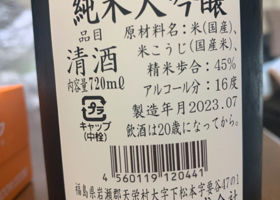 純米大吟醸
品目
清酒
内容量720mℓ
原材料名:米(国産)、
米こうじ(国産米)、
精米歩合:45%
アルコール分:16度
製造年月2023.07
飲酒は20歳になってから。
プラ
キャップ
(中栓)
4 560119 120441
福島県岩瀬郡天栄村大字下松本字要谷47の1